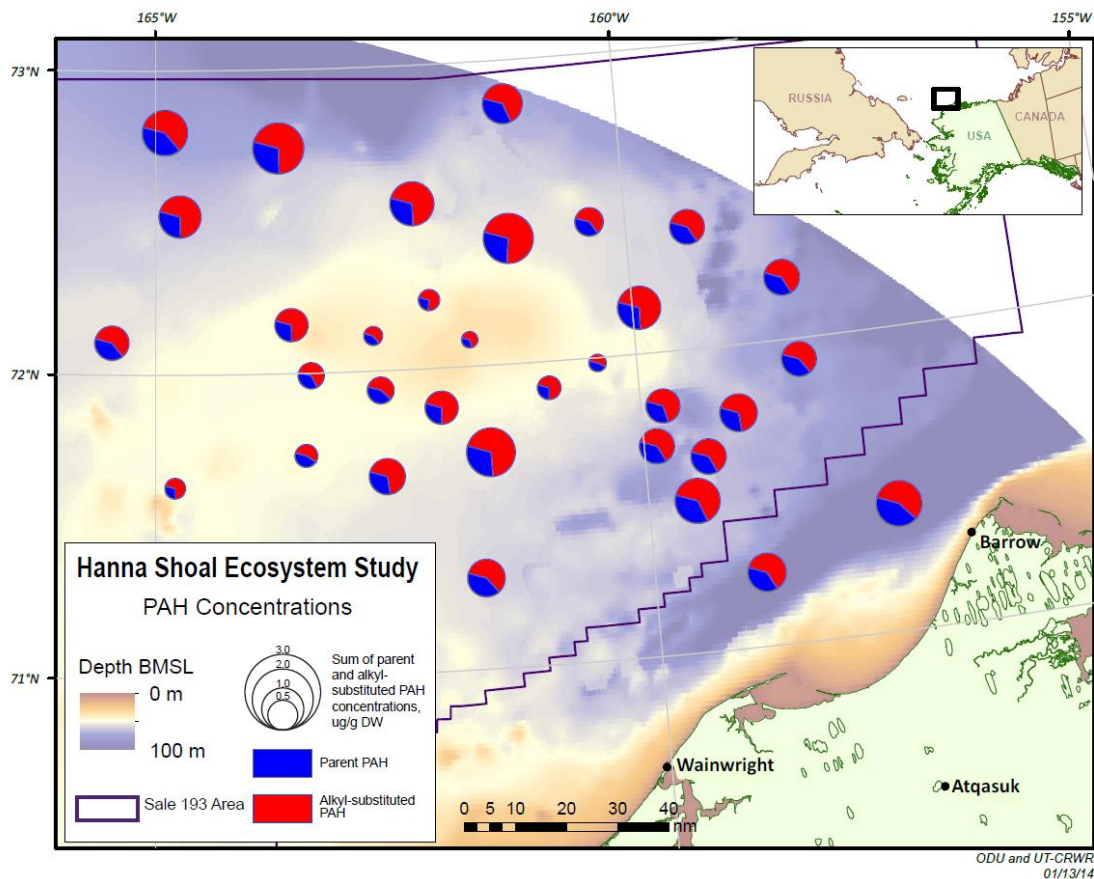 165°W
160°W
155°W
73°N
72°N
71°N
RUSSIA
CANADA
USA
Barrow
Wainwright
Atqasuk
Hanna Shoal Ecosystem Study
PAH Concentrations
Depth BMSL
0 m
100 m
Sale 193 Area
3.0
2.0
1.0
0.5
Sum of parent
and alkyl-
substituted PAH
concentrations,
ug/g DW
Parent PAH
Alkyl-substituted
PAH
0 5 10 20 30 40
nm
ODU and UT-CRWR
01/13/14